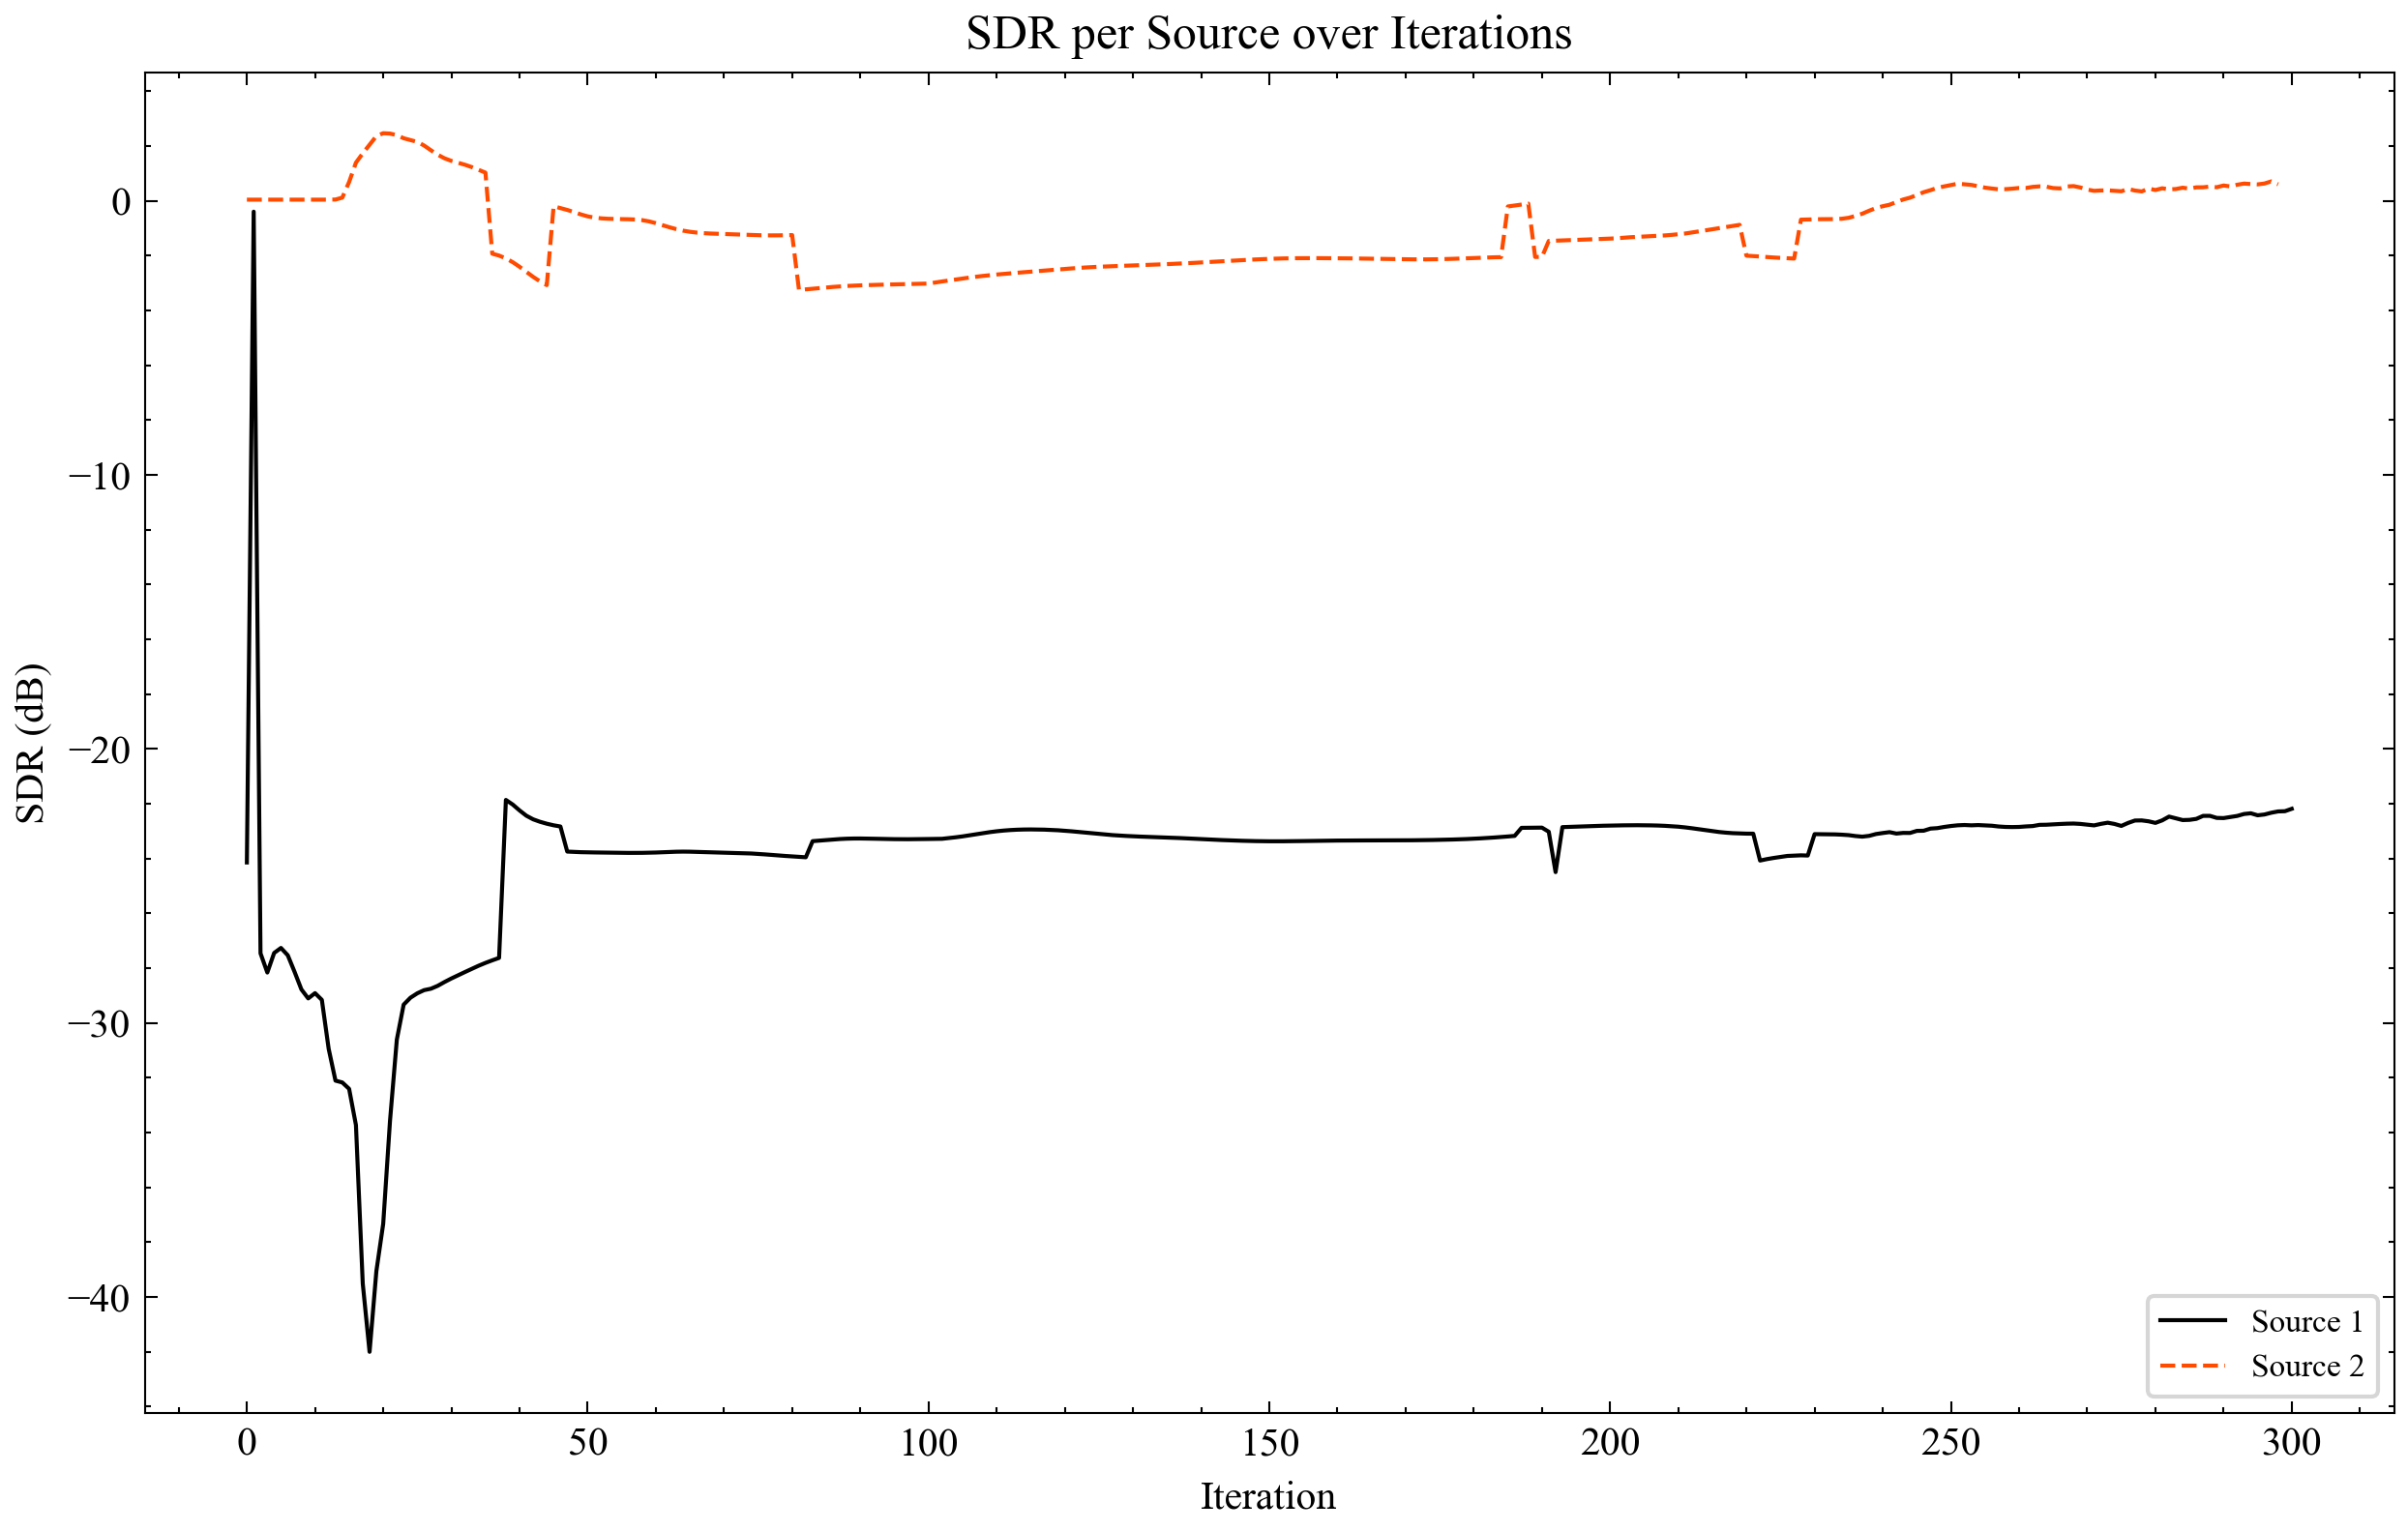 SDR per Source over Iterations
SDR (dB)
0
−10
−20
−30
−40
0 50 100 150 200 250 300
Iteration
Source 1
Source 2